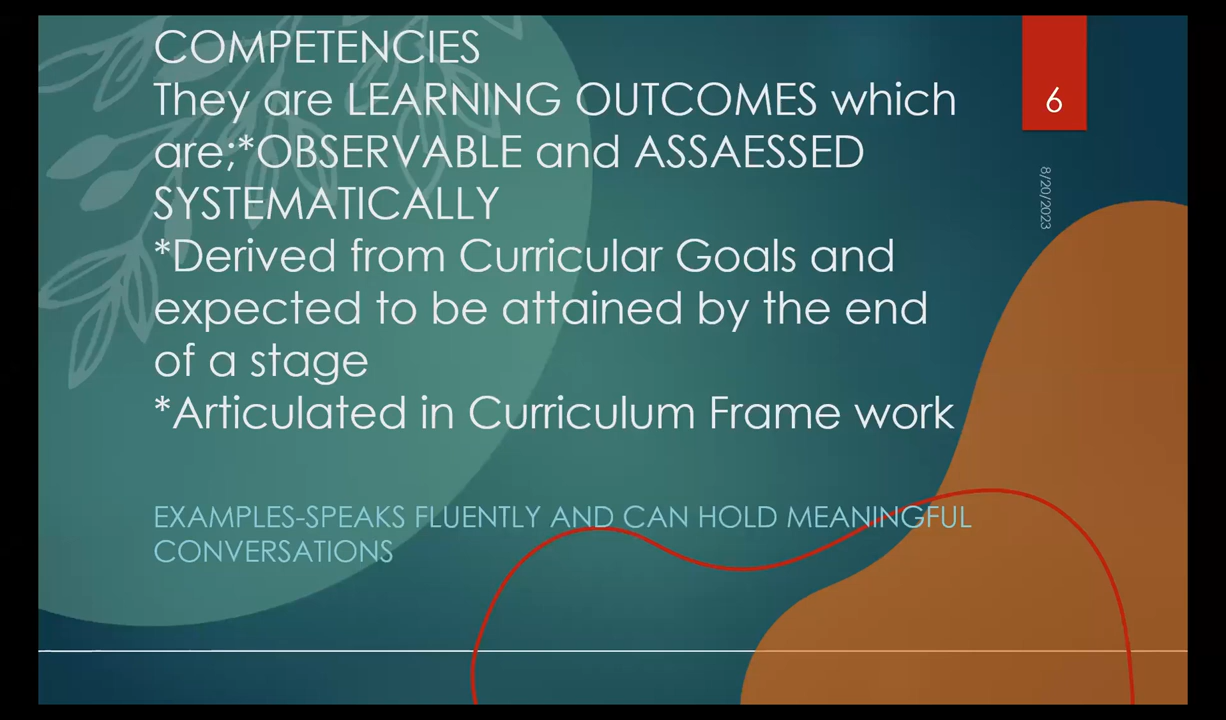 COMPETENCIES
They are LEARNING OUTCOMES which
are;*OBSERVABLE and ASSAESSED
SYSTEMATICALLY
*Derived from Curricular Goals and
expected to be attained by the end
of a stage
*Articulated in Curriculum Frame work
EXAMPLES-SPEAKS FLUENTLY AND CAN HOLD MEANINGFUL
CONVERSATIONS
6
8/20/2023